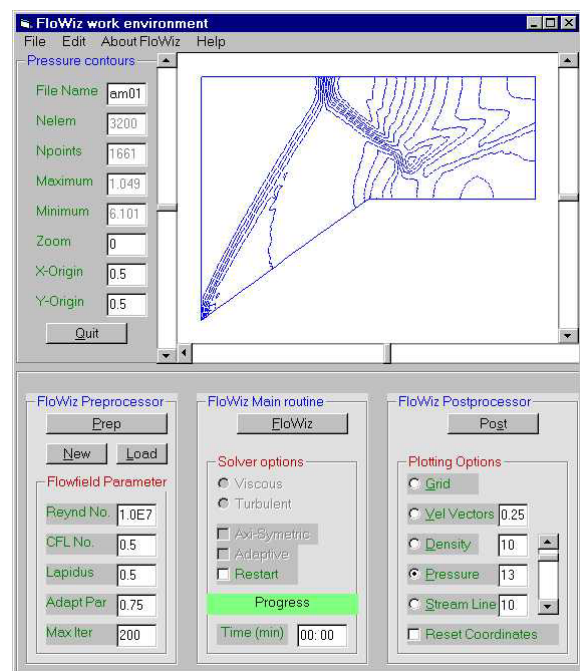 FloWiz work environment
File Edit About FloWiz Help
Pressure contours
File Name am01
Nelem 3200
Npoints 1661
Maximum 1.049
Minimum 6.101
Zoom 0
X-Origin 0.5
Y-Origin 0.5
Quit
FloWiz Preprocessor
Prep
New Load
Flowfield Parameter
Reynd No. 1.0E7
CFL No. 0.5
Lapidus 0.5
Adapt Par 0.75
Max Iter 200
FloWiz Main routine
FloWiz
Solver options
Viscous
Turbulent
Axi-Symetric
Adaptive
Restart
Progress
Time (min) 00:00
FloWiz Postprocessor
Post
Plotting Options
Grid
Vel Vectors 0.25
Density 10
Pressure 13
Stream Line 10
Reset Coordinates